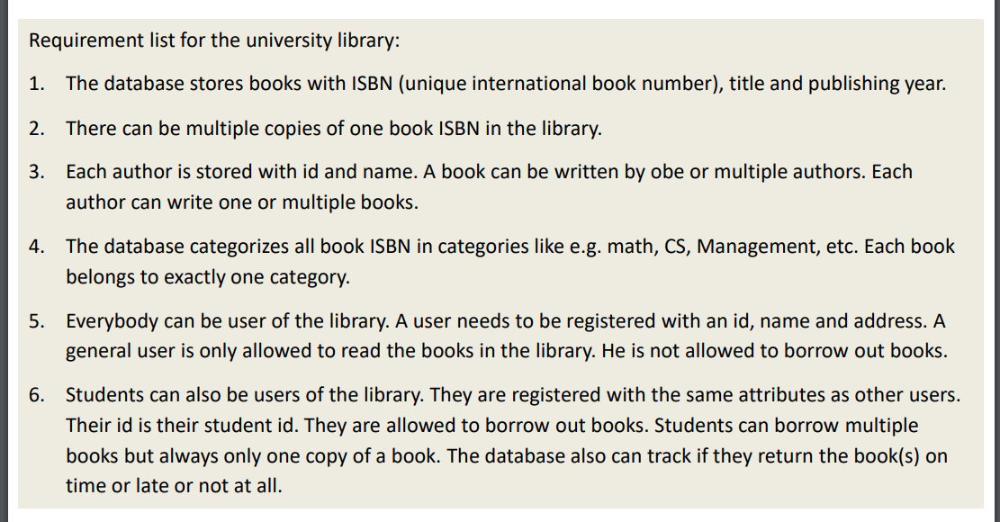 Requirement list for the university library:
1. The database stores books with ISBN (unique international book number), title and publishing year.
2. There can be multiple copies of one book ISBN in the library.
3. Each author is stored with id and name. A book can be written by obe or multiple authors. Each
author can write one or multiple books.
4. The database categorizes all book ISBN in categories like e.g. math, CS, Management, etc. Each book
belongs to exactly one category.
5. Everybody can be user of the library. A user needs to be registered with an id, name and address. A
general user is only allowed to read the books in the library. He is not allowed to borrow out books.
6. Students can also be users of the library. They are registered with the same attributes as other users.
Their id is their student id. They are allowed to borrow out books. Students can borrow multiple
books but always only one copy of a book. The database also can track if they return the book(s) on
time or late or not at all.